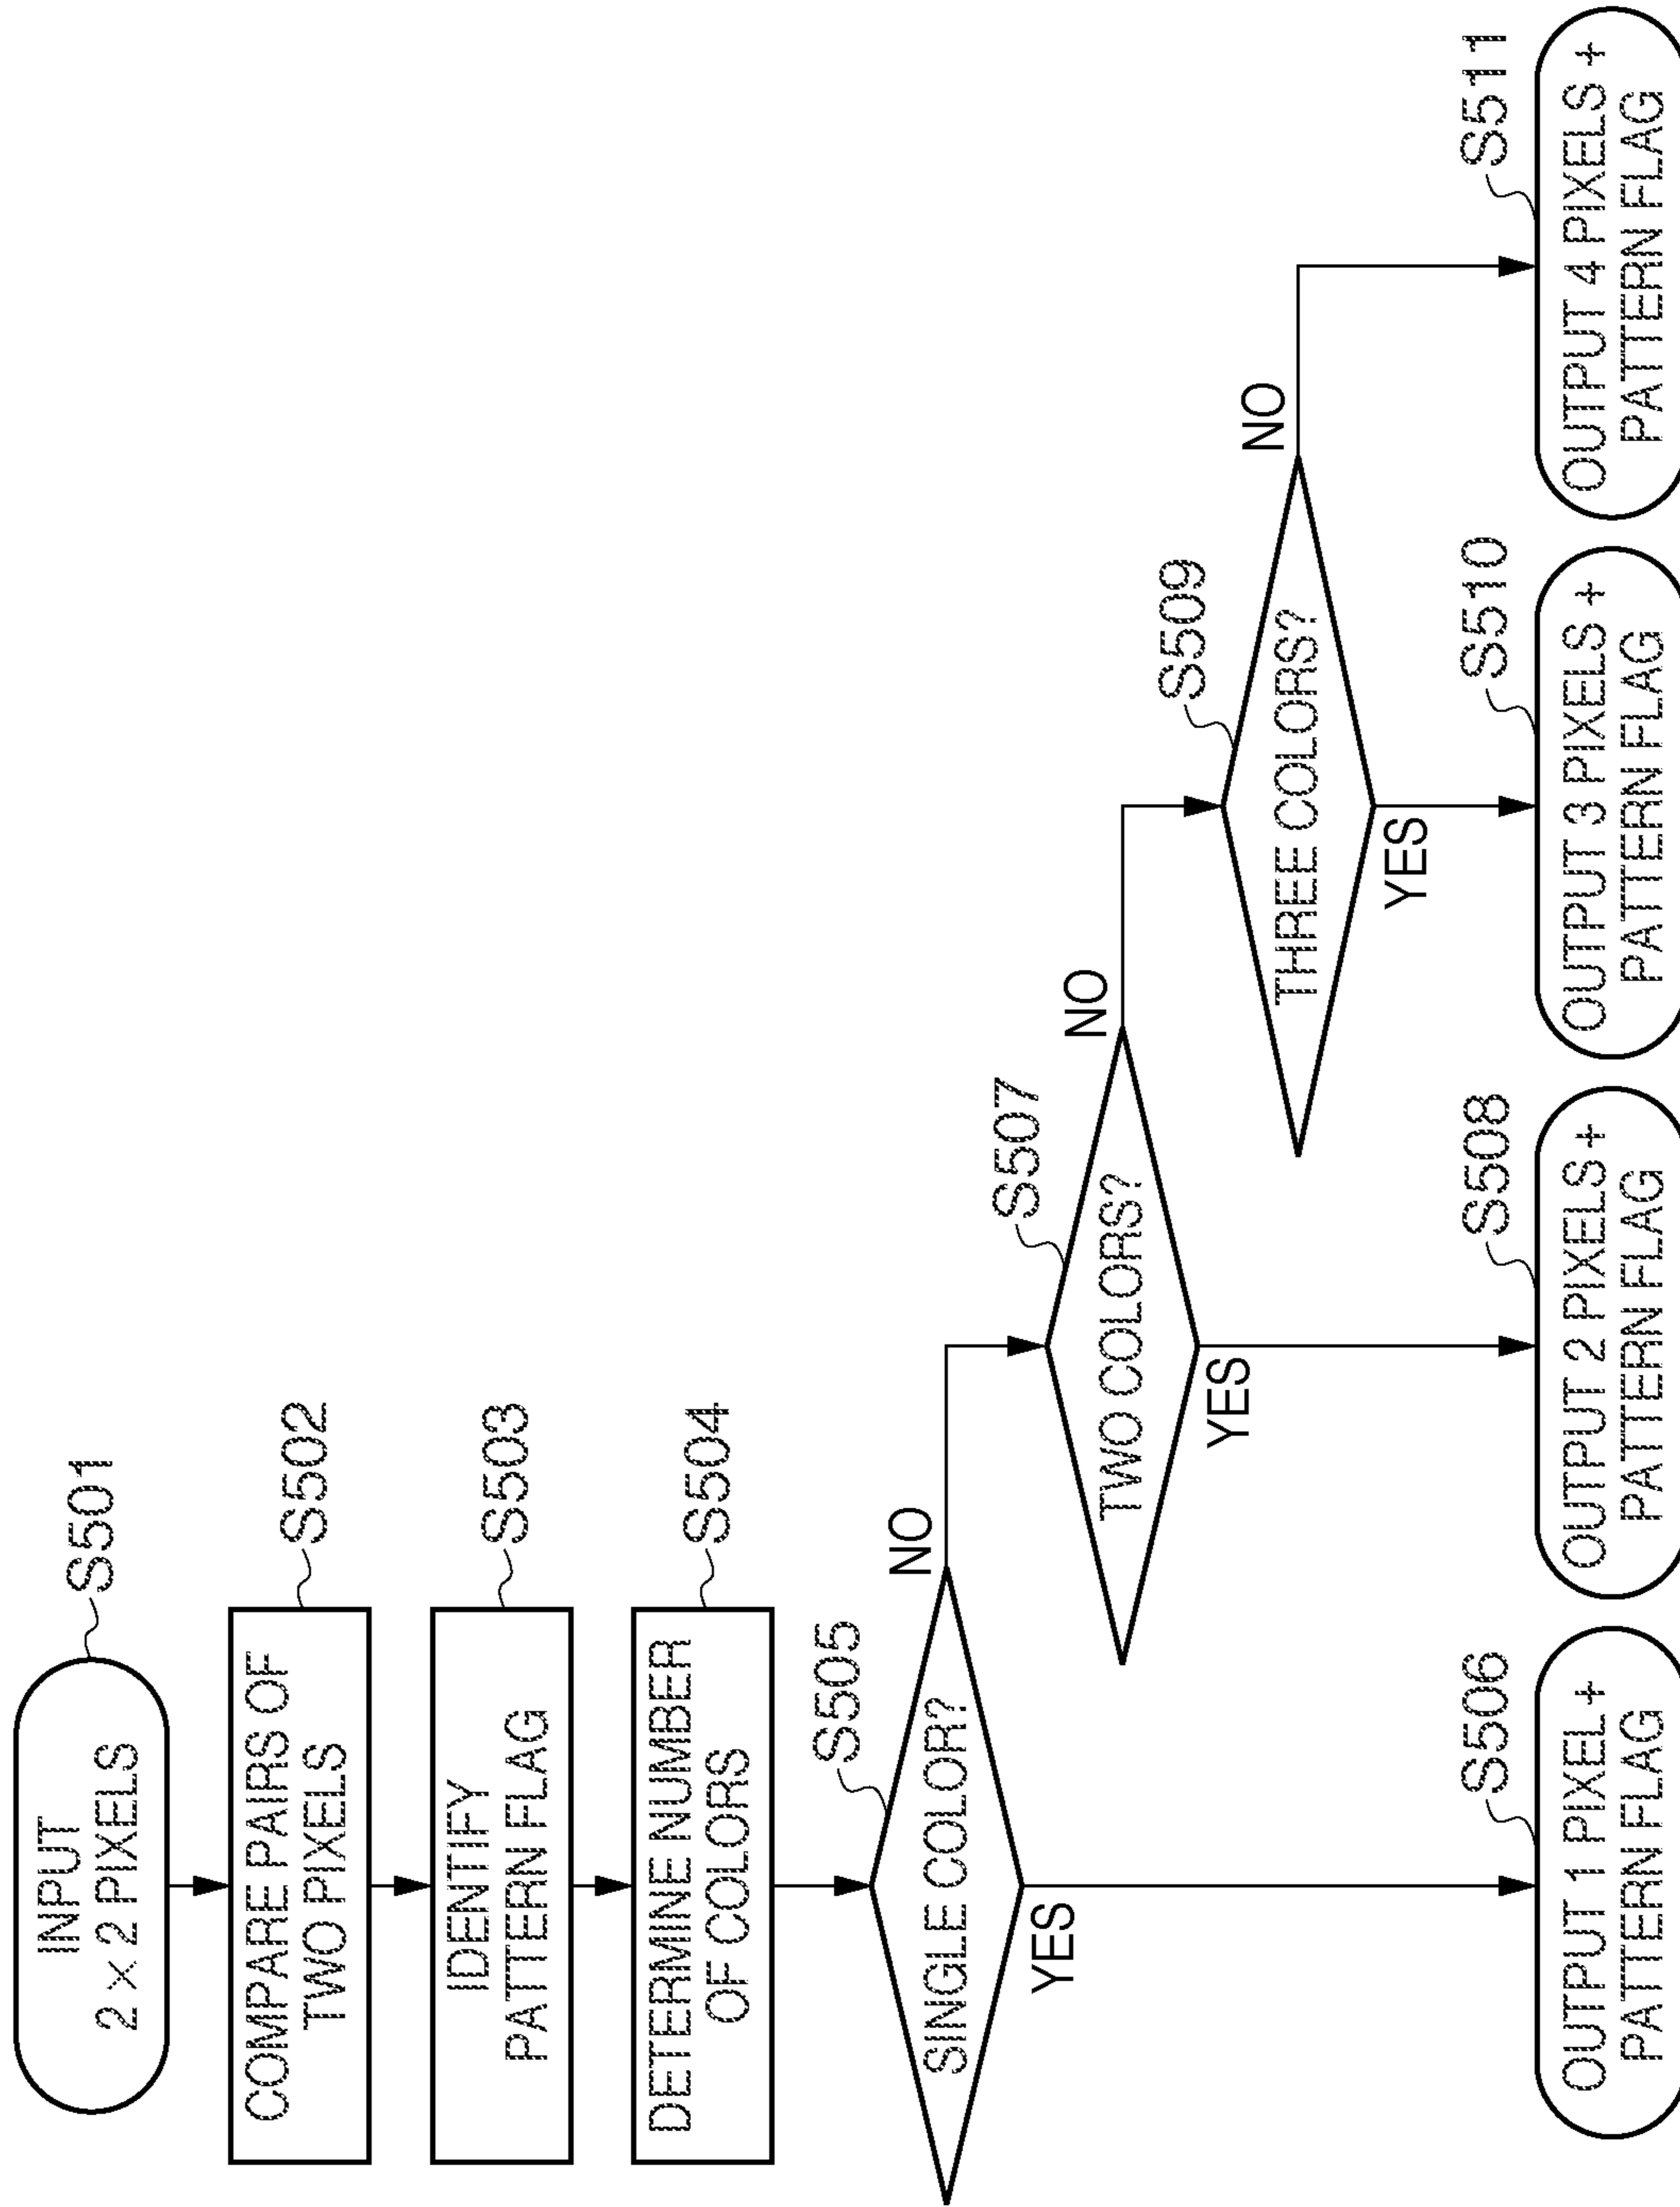 INPUT
2 × 2 PIXELS
S501
COMPARE PAIRS OF
TWO PIXELS
S502
IDENTIFY
PATTERN FLAG
S503
DETERMINE NUMBER
OF COLORS
S504
SINGLE COLOR?
S505
NO
YES
TWO COLORS?
S507
NO
YES
THREE COLORS?
S509
NO
YES
OUTPUT 1 PIXEL +
PATTERN FLAG
S506
OUTPUT 2 PIXELS +
PATTERN FLAG
S508
OUTPUT 3 PIXELS +
PATTERN FLAG
S510
OUTPUT 4 PIXELS +
PATTERN FLAG
S511